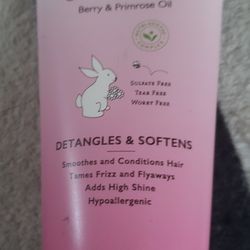 Berry & Primrose Oil
SULFATE FREE
TEAR FREE
WORRY FREE
DETANGLES & SOFTENS
Smoothes and Conditions Hair
Tames Frizz and Flyaways
Adds High Shine
Hypoallergenic